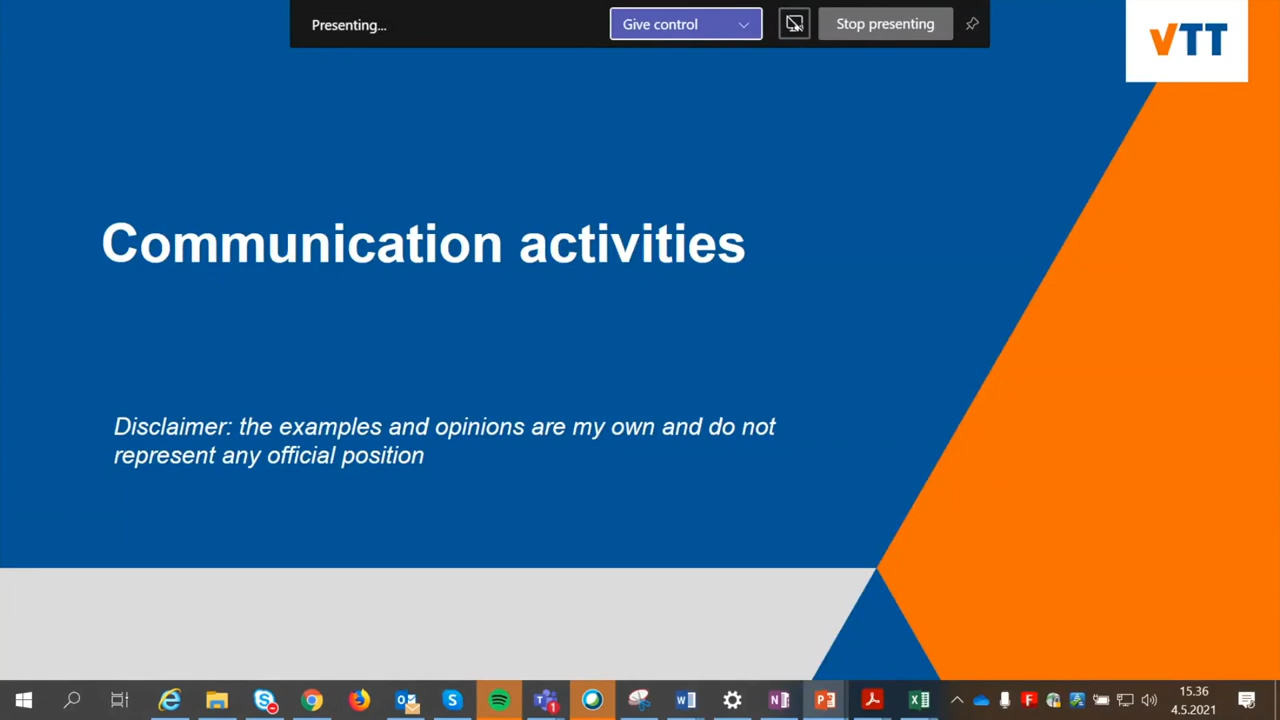 Presenting...
Give control
Stop presenting
VTT
Communication activities
Disclaimer: the examples and opinions are my own and do not
represent any official position
15.36
4.5.2021